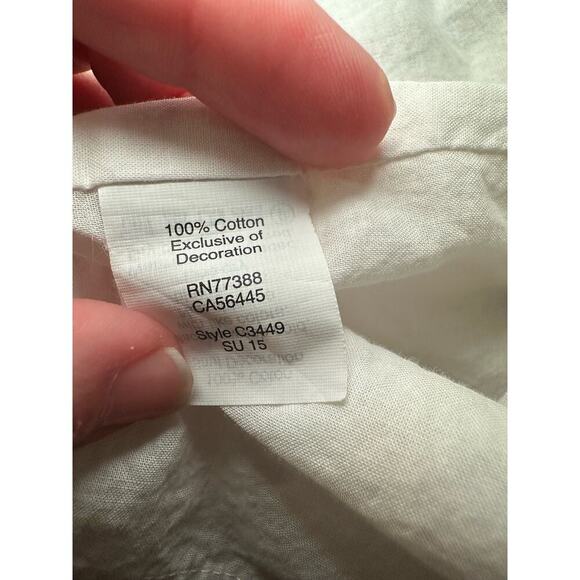 100% Cotton
Exclusive of
Decoration
RN77388
CA56445
Style C3449
SU 15